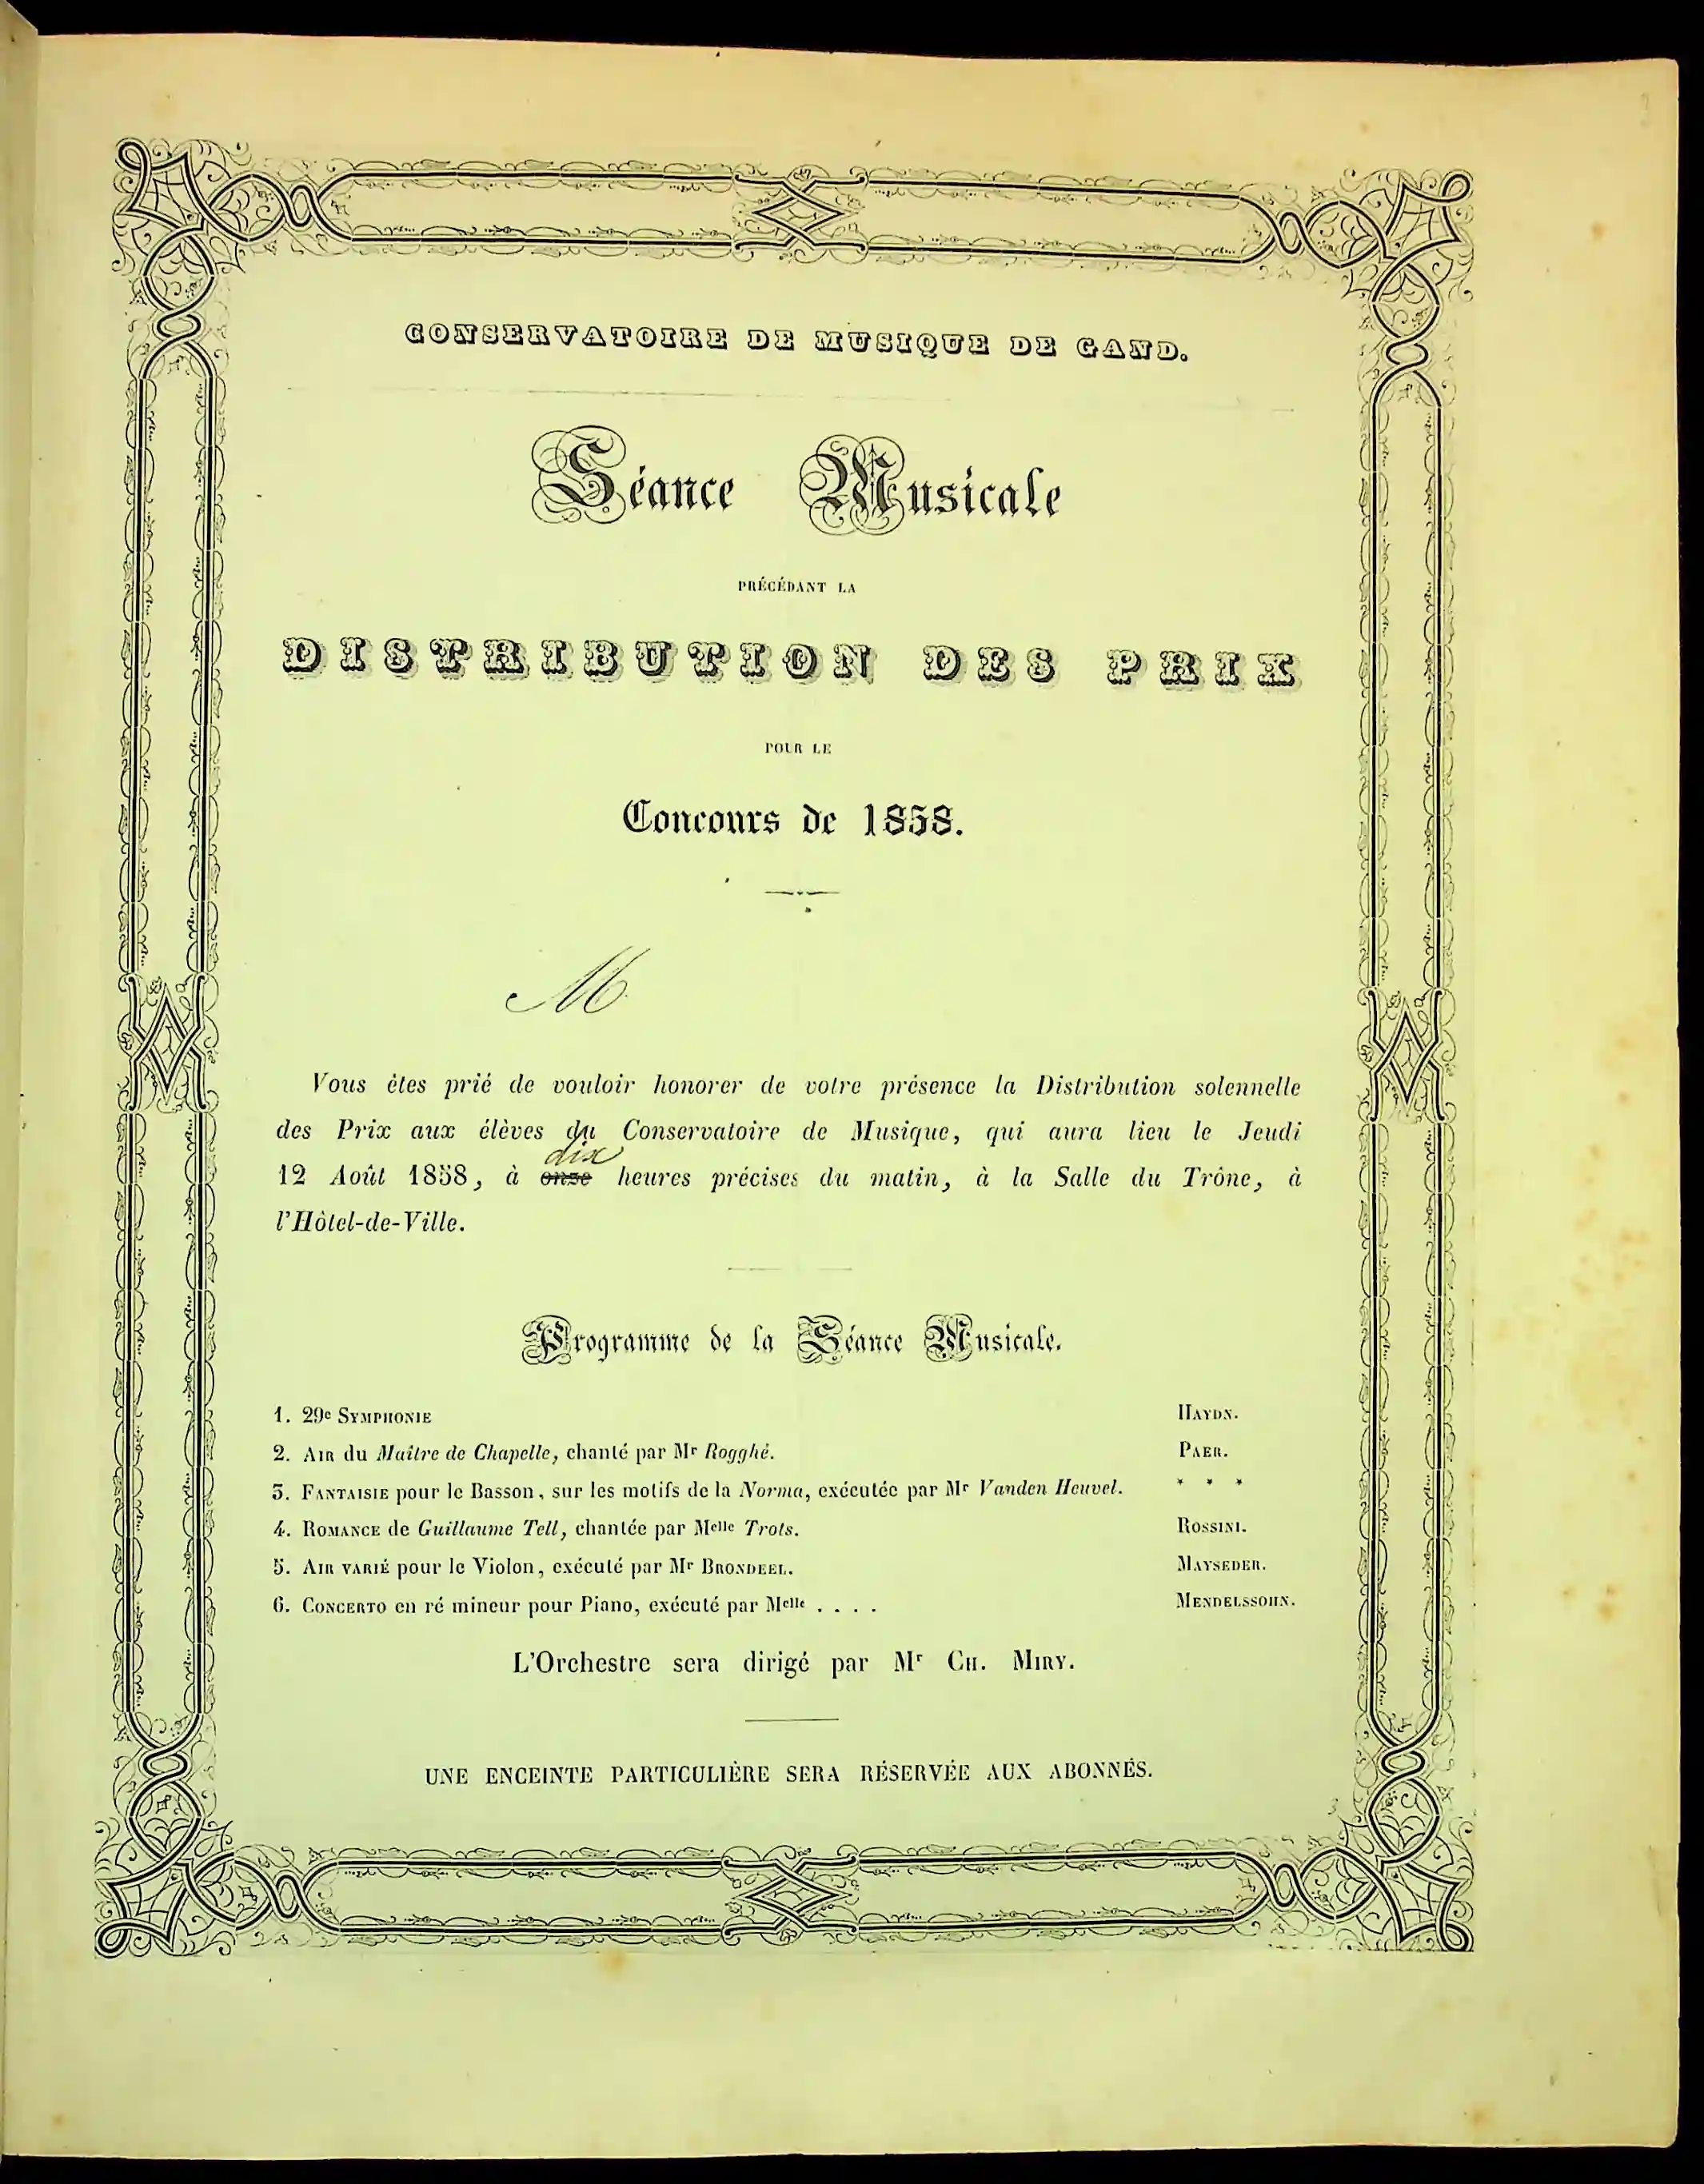 CONSERVATOIRE DE MUSIQUE DE GAND.
Séance Musicale
PRÉCÉDANT LA
DISTRIBUTION DES PRIX
POUR LE
Concours de 1858.
M
Vous êtes prié de vouloir honorer de votre présence la Distribution solennelle
des Prix aux élèves du Conservatoire de Musique, qui aura lieu le Jeudi
dix
12 Août 1858, à onze heures précises du matin, à la Salle du Trône, à
l'Hôtel-de-Ville.
Programme de la Séance Musicale.
1. 29e SYMPHONIE HAYDN.
2. AIR du Maître de Chapelle, chanté par Mr Rogghé. PAER.
3. FANTAISIE pour le Basson, sur les motifs de la Norma, exécutée par Mr Vanden Heuvel. * * *
4. ROMANCE de Guillaume Tell, chantée par Melle Trots. ROSSINI.
5. AIR VARIÉ pour le Violon, exécuté par Mr BRONDEEL. MAYSEDER.
6. CONCERTO en ré mineur pour Piano, exécuté par Melle . . . . MENDELSSOHN.
L'Orchestre sera dirigé par Mr CH. MIRY.
UNE ENCEINTE PARTICULIÈRE SERA RÉSERVÉE AUX ABONNÉS.